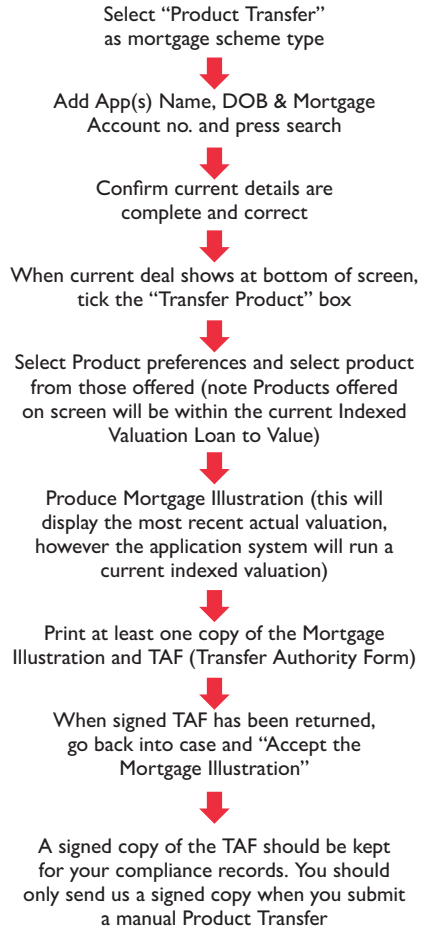 Select “Product Transfer”
as mortgage scheme type
Add App(s) Name, DOB & Mortgage
Account no. and press search
Confirm current details are
complete and correct
When current deal shows at bottom of screen,
tick the “Transfer Product” box
Select Product preferences and select product
from those offered (note Products offered
on screen will be within the current Indexed
Valuation Loan to Value)
Produce Mortgage Illustration (this will
display the most recent actual valuation,
however the application system will run a
current indexed valuation)
Print at least one copy of the Mortgage
Illustration and TAF (Transfer Authority Form)
When signed TAF has been returned,
go back into case and “Accept the
Mortgage Illustration”
A signed copy of the TAF should be kept
for your compliance records. You should
only send us a signed copy when you submit
a manual Product Transfer